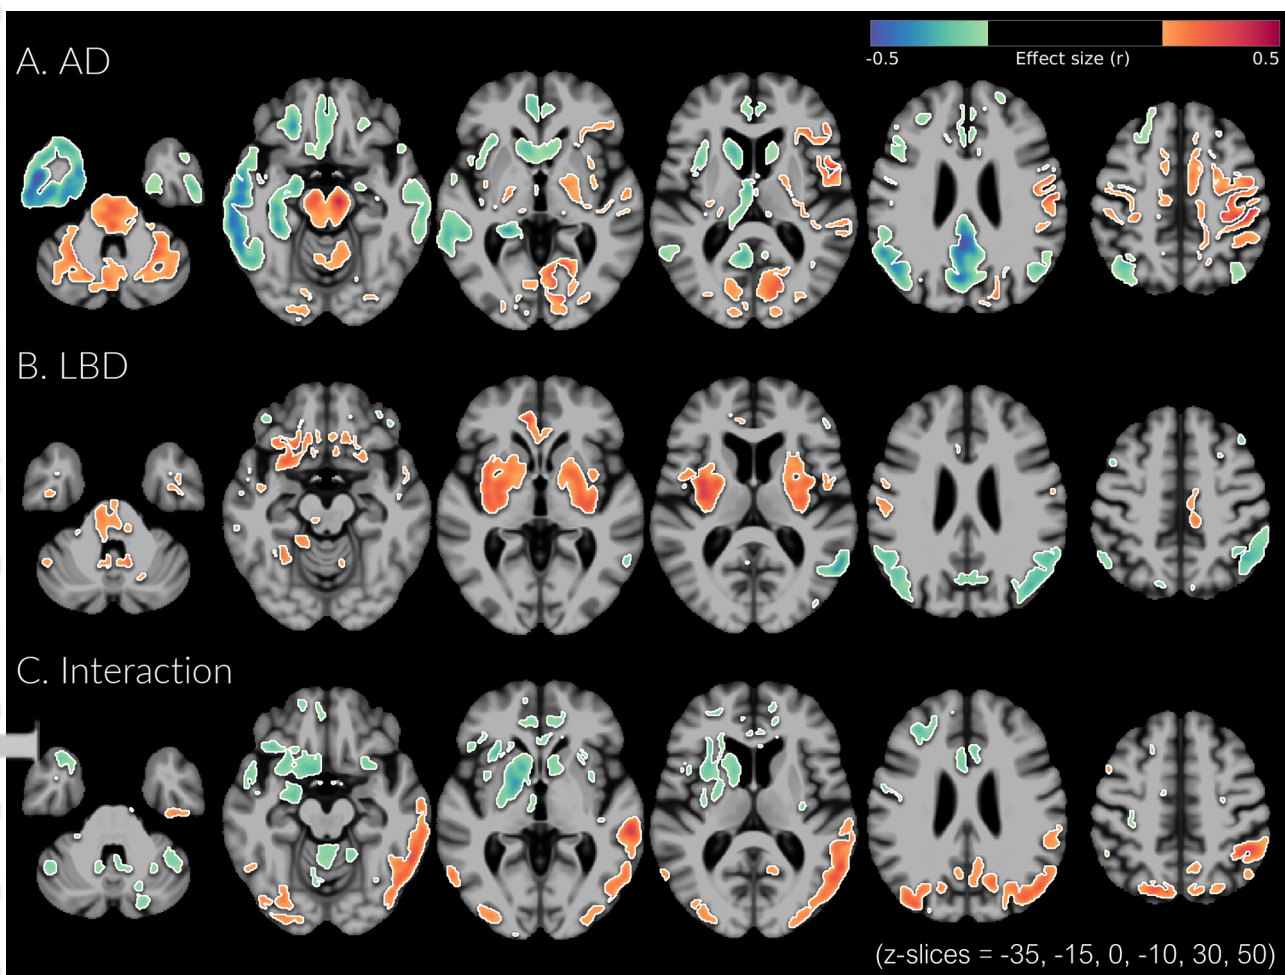 A. AD
-0.5 Effect size (r) 0.5
B. LBD
C. Interaction
(z-slices = -35, -15, 0, -10, 30, 50)